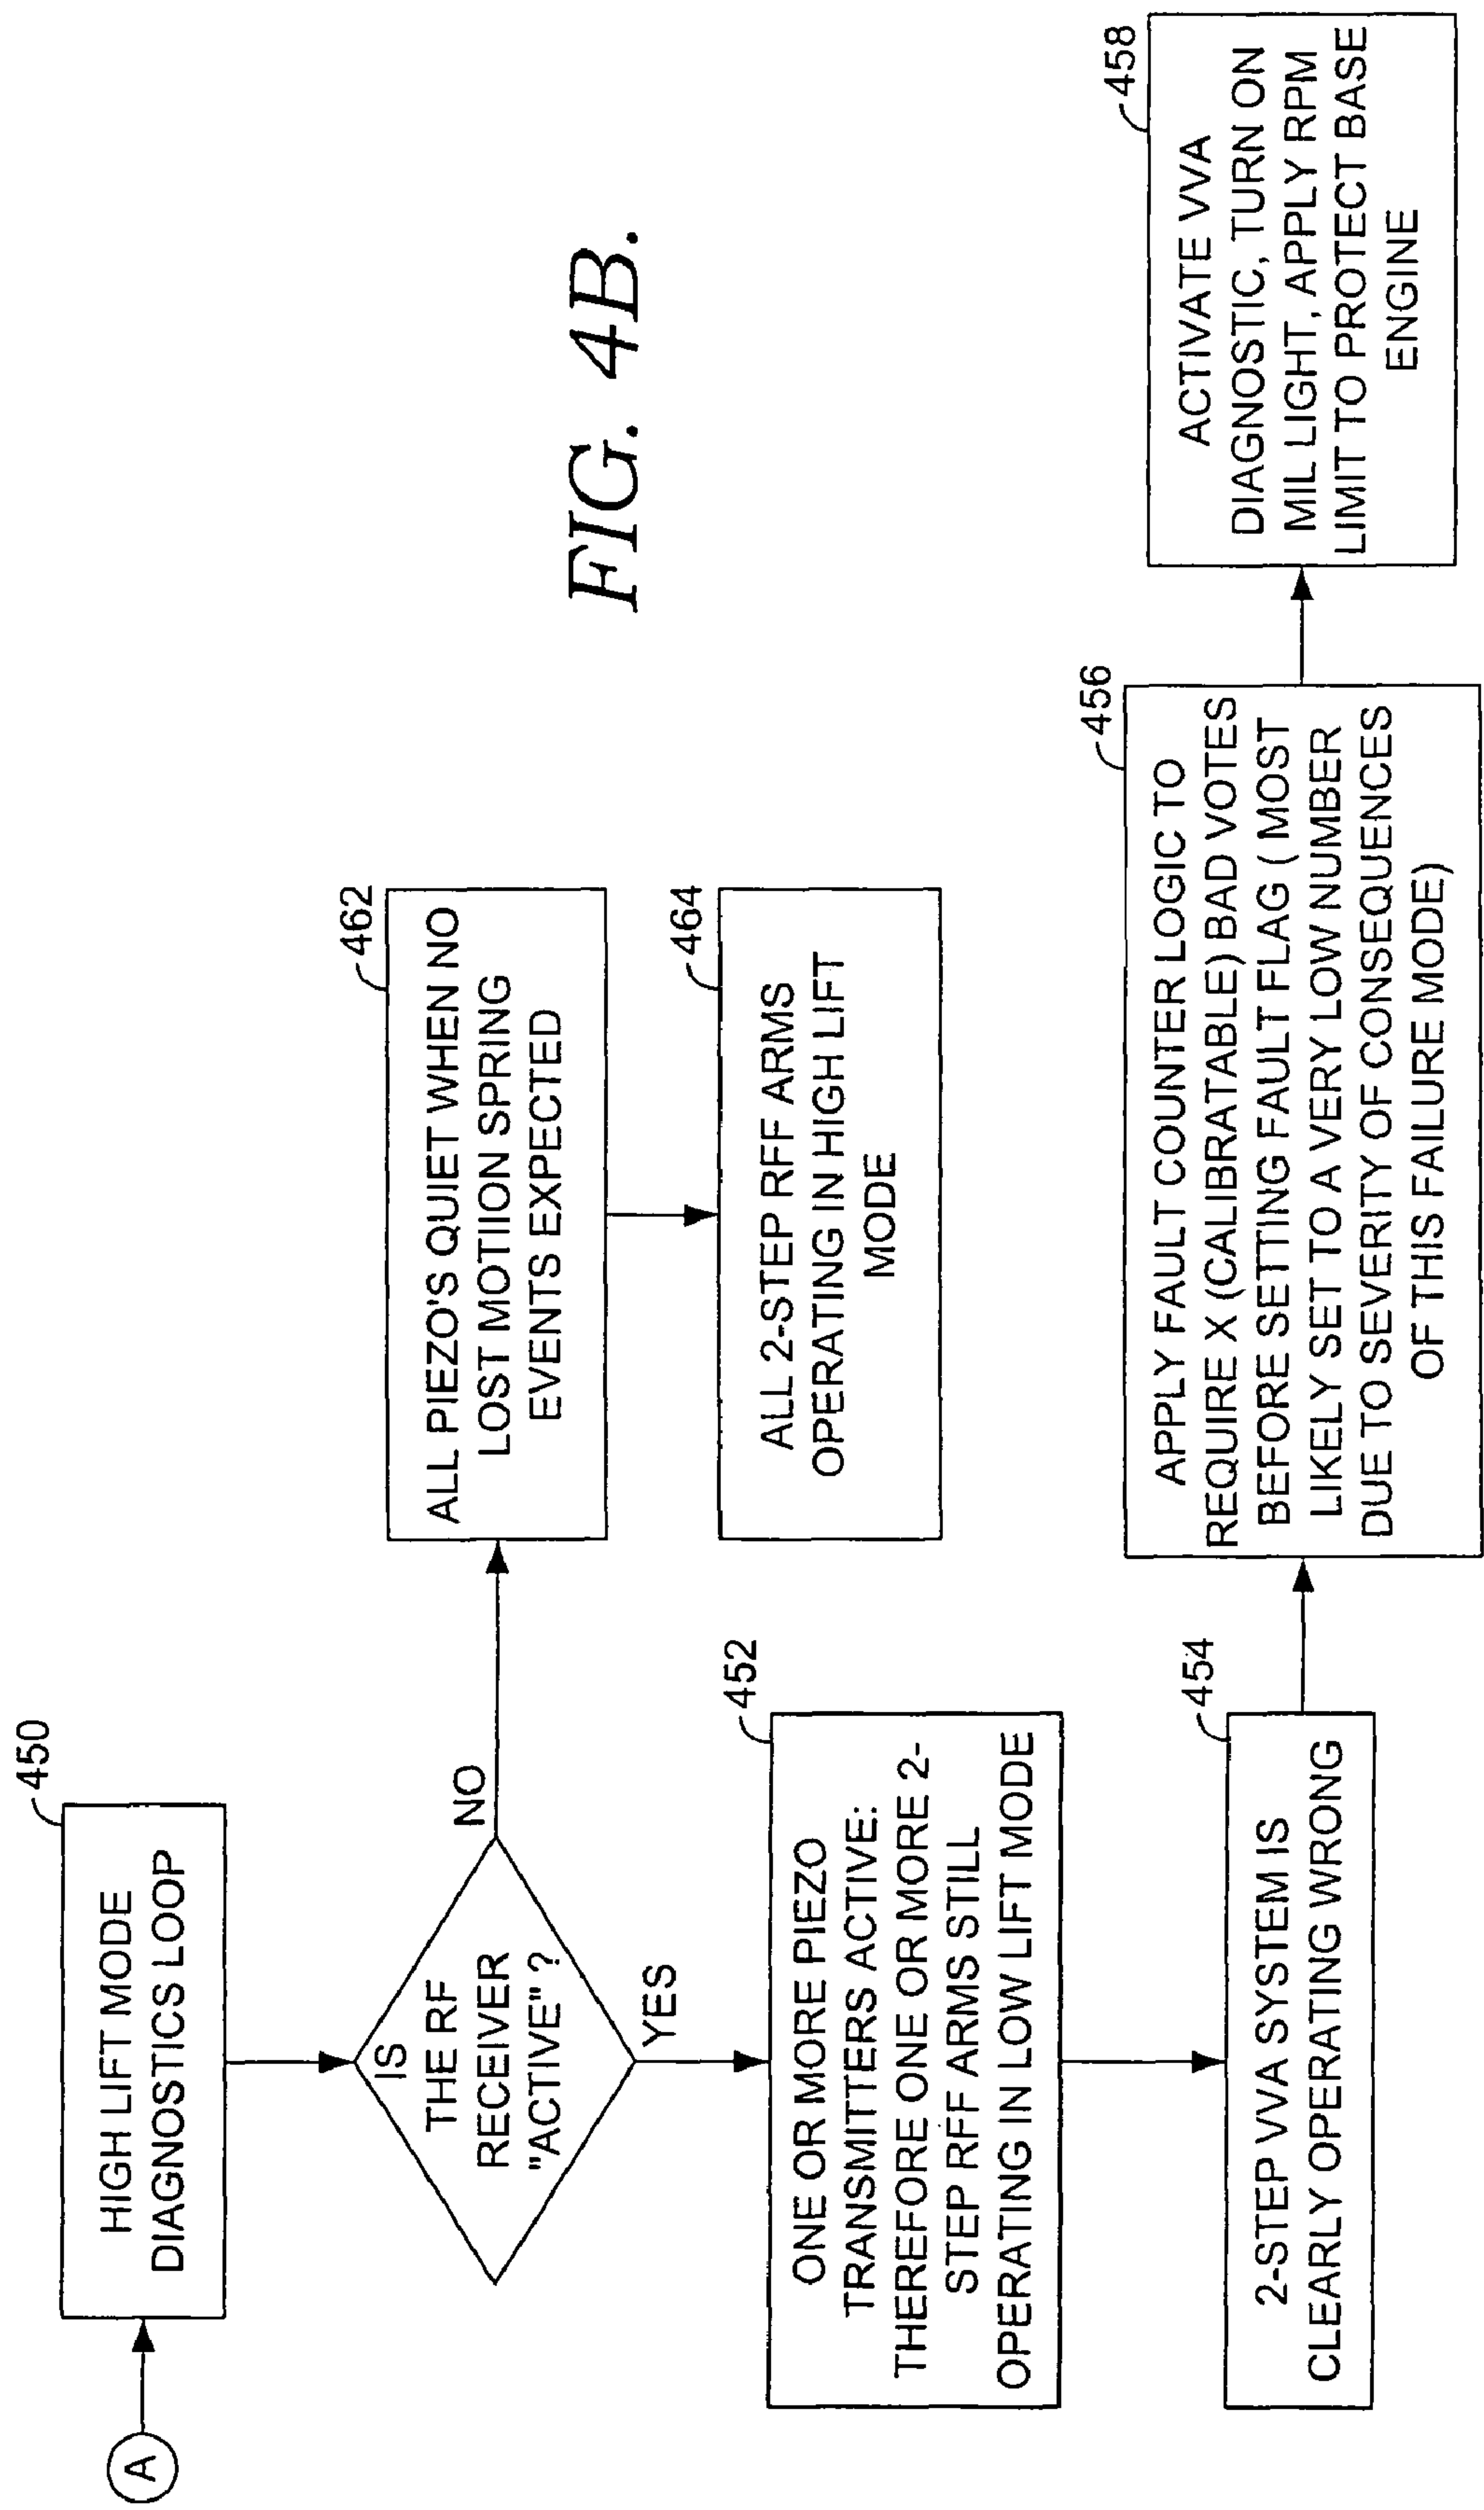 A
450
HIGH LIFT MODE
DIAGNOSTICS LOOP
IS
THE RF
RECEIVER
"ACTIVE" ?
NO
YES
462
ALL PIEZO'S QUIET WHEN NO
LOST MOTIION SPRING
EVENTS EXPECTED
464
ALL 2-STEP RFF ARMS
OPERATING IN HIGH LIFT
MODE
452
ONE OR MORE PIEZO
TRANSMITTERS ACTIVE:
THEREFORE ONE OR MORE 2-
STEP RFF ARMS STILL
OPERATING IN LOW LIFT MODE
454
2-STEP VVA SYSTEM IS
CLEARLY OPERATING WRONG
456
APPLY FAULT COUNTER LOGIC TO
REQUIRE X (CALIBRATABLE) BAD VOTES
BEFORE SETTING FAULT FLAG ( MOST
LIKELY SET TO A VERY LOW NUMBER
DUE TO SEVERITY OF CONSEQUENCES
OF THIS FAILURE MODE)
458
ACTIVATE VVA
DIAGNOSTIC, TURN ON
MIL LIGHT, APPLY RPM
LIMIT TO PROTECT BASE
ENGINE
FIG. 4B.